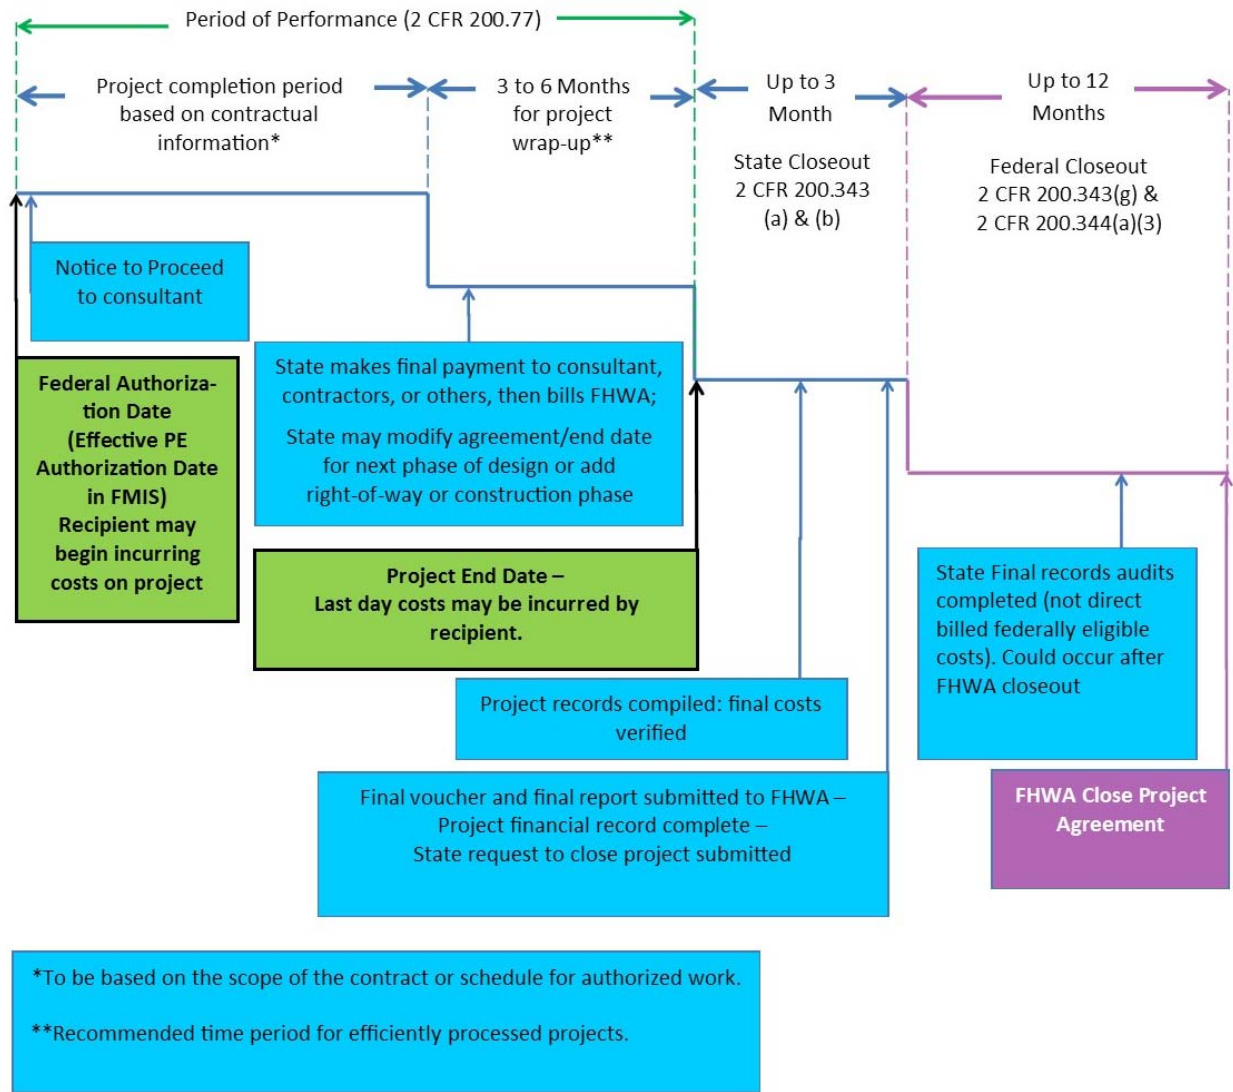 Period of Performance (2 CFR 200.77)
Project completion period
based on contractual
information*
3 to 6 Months
for project
wrap-up**
Up to 3
Month
State Closeout
2 CFR 200.343
(a) & (b)
Up to 12
Months
Federal Closeout
2 CFR 200.343(g) &
2 CFR 200.344(a)(3)
Notice to Proceed
to consultant
Federal Authoriza-
tion Date
(Effective PE
Authorization Date
in FMIS)
Recipient may
begin incurring
costs on project
State makes final payment to consultant,
contractors, or others, then bills FHWA;
State may modify agreement/end date
for next phase of design or add
right-of-way or construction phase
Project End Date –
Last day costs may be incurred by
recipient.
Project records compiled: final costs
verified
Final voucher and final report submitted to FHWA –
Project financial record complete –
State request to close project submitted
State Final records audits
completed (not direct
billed federally eligible
costs). Could occur after
FHWA closeout
FHWA Close Project
Agreement
*To be based on the scope of the contract or schedule for authorized work.
**Recommended time period for efficiently processed projects.